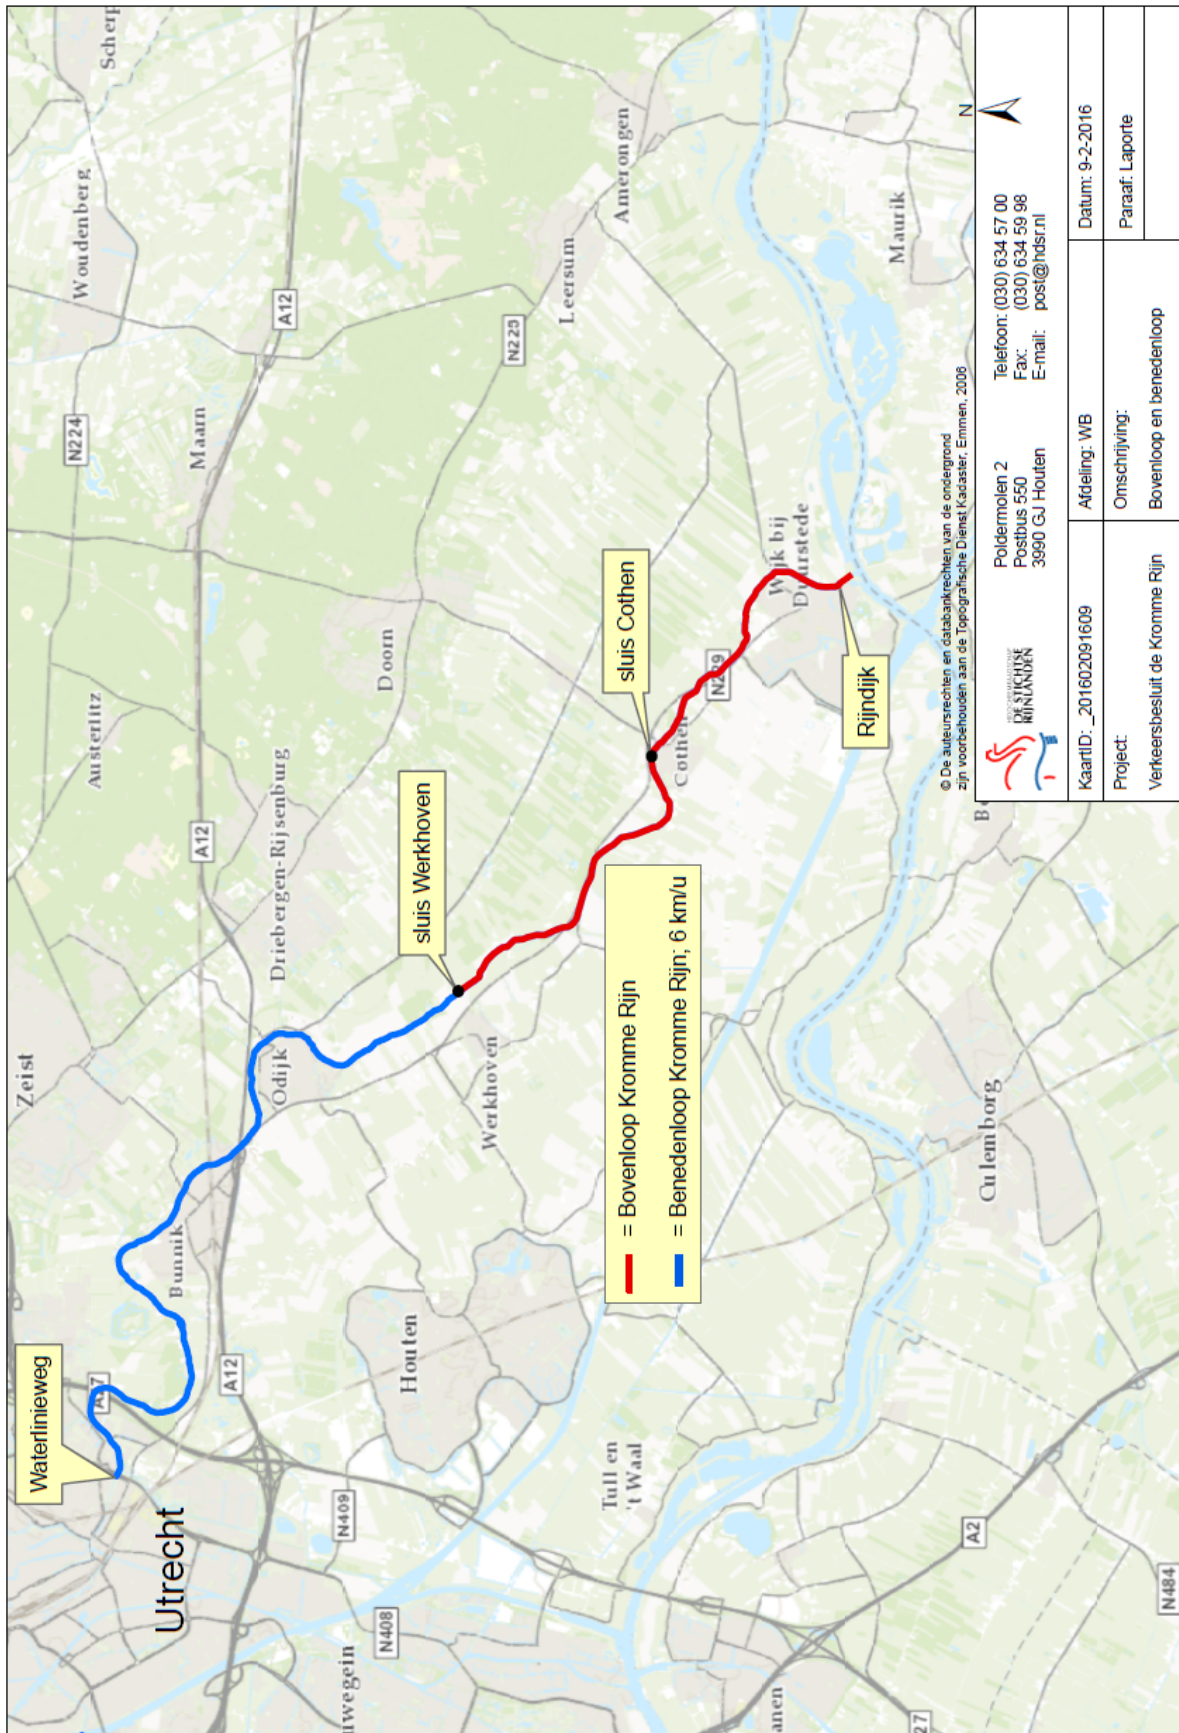 Utrecht
Waterlinieweg
Zeist
Austerlitz
Woudenberg
Scherp
N224
Maarn
A12
A12
A12
Bunnik
Odijk
Driebergen-Rijsenburg
Doorn
N225
Leersum
Amerongen
N409
N408
Houten
Werkhoven
sluis Werkhoven
sluis Cothen
Cothen
Wijk bij
Duurstede
Rijndijk
Maurik
Tull en
't Waal
Culemborg
A2
N484
= Bovenloop Kromme Rijn
= Benedenloop Kromme Rijn; 6 km/u
© De auteursrechten en databankrechten van de ondergrond
zijn voorbehouden aan de Topografische Dienst Kadaster, Emmen, 2006
N
DE STICHTSE
RIJNLANDEN
Poldermolen 2
Postbus 550
3990 GJ Houten
Telefoon: (030) 634 57 00
Fax: (030) 634 59 98
E-mail: post@hdsr.nl
KaartID: _201602091609
Afdeling: WB
Datum: 9-2-2016
Project:
Verkeersbesluit de Kromme Rijn
Omschrijving:
Bovenloop en benedenloop
Paraaf: Laporte